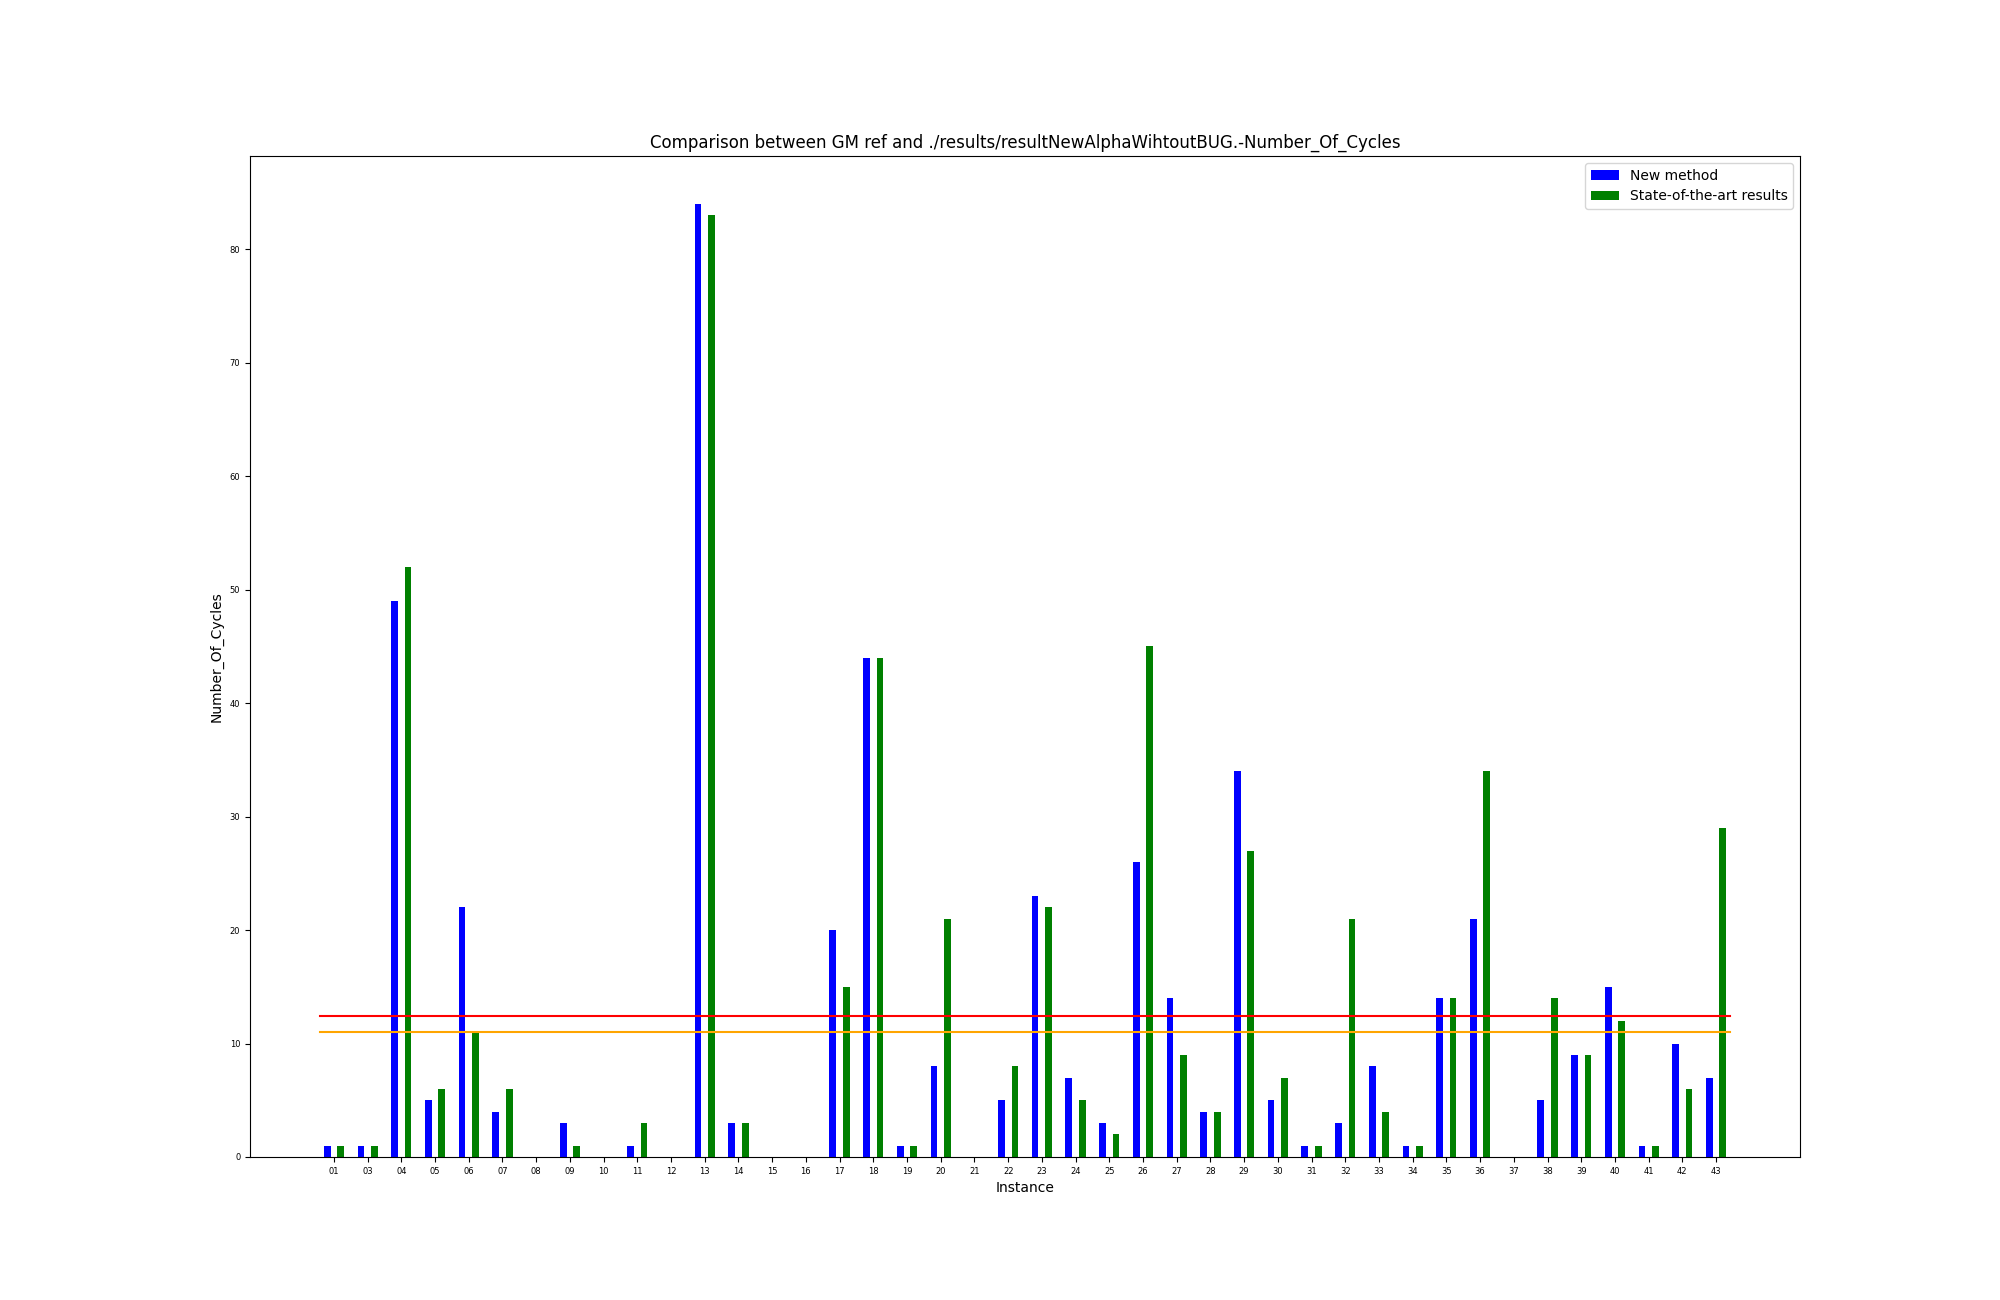 Comparison between GM ref and ./results/resultNewAlphaWihtoutBUG.-Number_Of_Cycles
New method
State-of-the-art results
80
70
60
50
40
30
20
10
0
Number_Of_Cycles
01 03 04 05 06 07 08 09 10 11 12 13 14 15 16 17 18 19 20 21 22 23 24 25 26 27 28 29 30 31 32 33 34 35 36 37 38 39 40 41 42 43
Instance